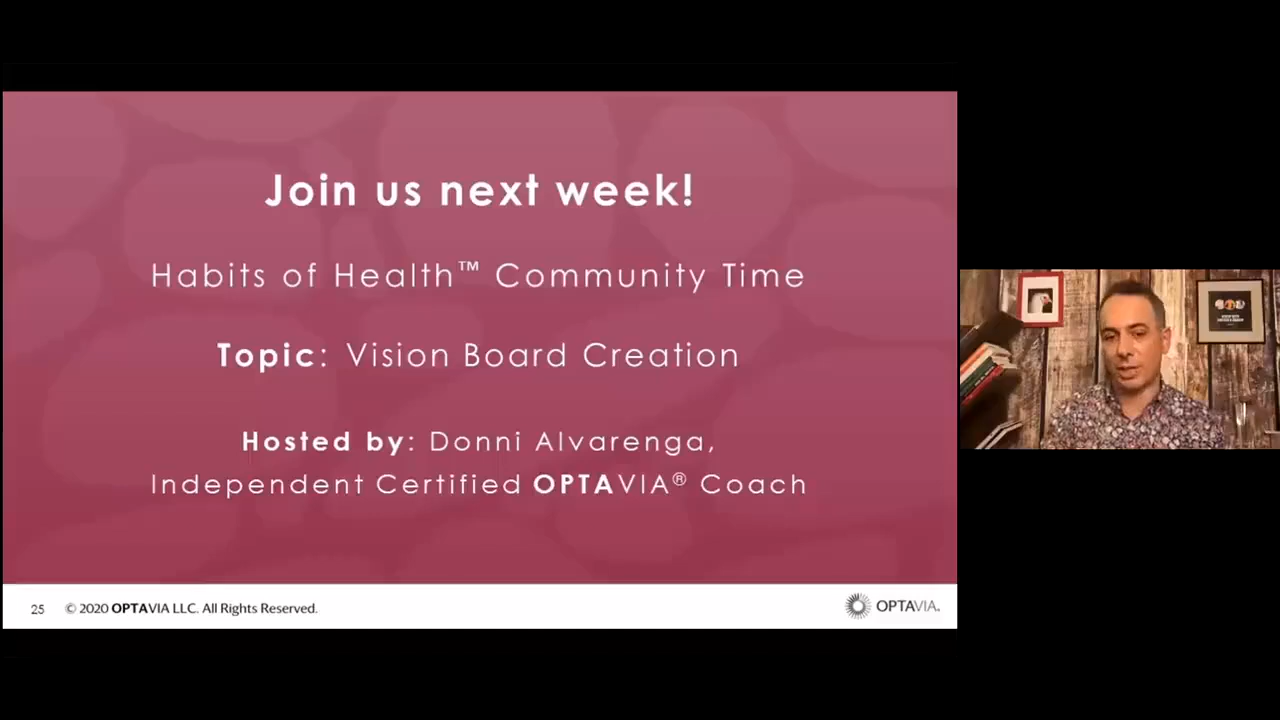 Join us next week!
Habits of Health™ Community Time
Topic: Vision Board Creation
Hosted by: Donni Alvarenga,
Independent Certified OPTAVIA® Coach
25 © 2020 OPTAVIA LLC. All Rights Reserved.
OPTAVIA®